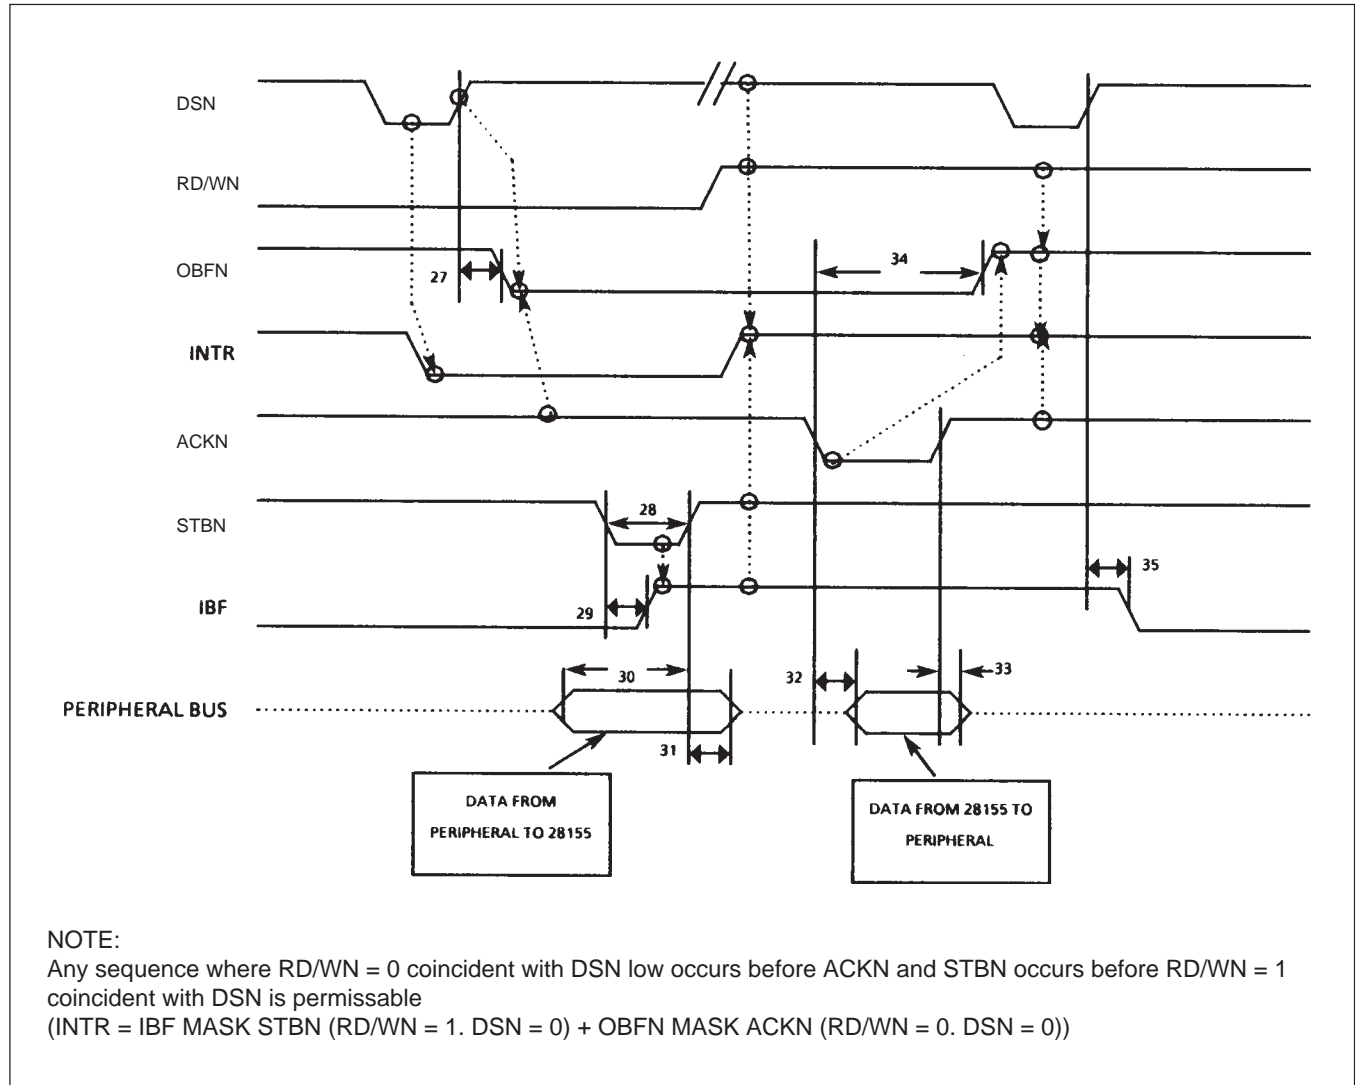 DSN
RD/WN
OBFN
27
34
INTR
ACKN
STBN
28
IBF
29
35
PERIPHERAL BUS
30
31
32
33
DATA FROM
PERIPHERAL TO 28155
DATA FROM 28155 TO
PERIPHERAL
NOTE:
Any sequence where RD/WN = 0 coincident with DSN low occurs before ACKN and STBN occurs before RD/WN = 1
coincident with DSN is permissable
(INTR = IBF MASK STBN (RD/WN = 1. DSN = 0) + OBFN MASK ACKN (RD/WN = 0. DSN = 0))